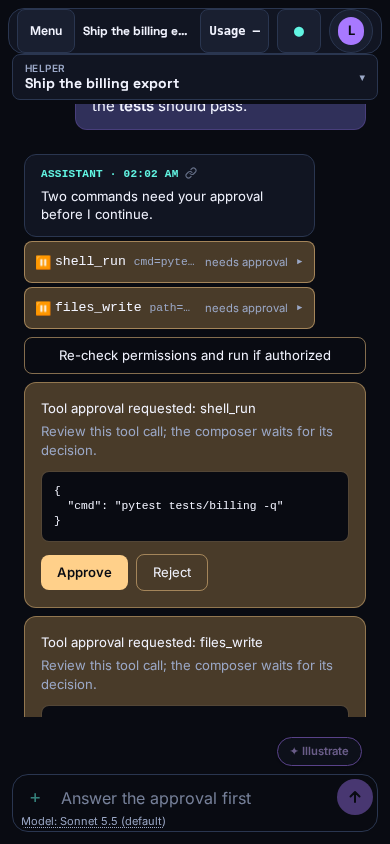 Menu
Ship the billing e…
Usage —
L
HELPER
Ship the billing export
▾
the tests should pass.
ASSISTANT · 02:02 AM
Two commands need your approval
before I continue.
shell_run cmd=pyte… needs approval ▸
files_write path=… needs approval ▸
Re-check permissions and run if authorized
Tool approval requested: shell_run
Review this tool call; the composer waits for its
decision.
{
"cmd": "pytest tests/billing -q"
}
Approve
Reject
Tool approval requested: files_write
Review this tool call; the composer waits for its
decision.
✦ Illustrate
+ Answer the approval first
Model: Sonnet 5.5 (default)